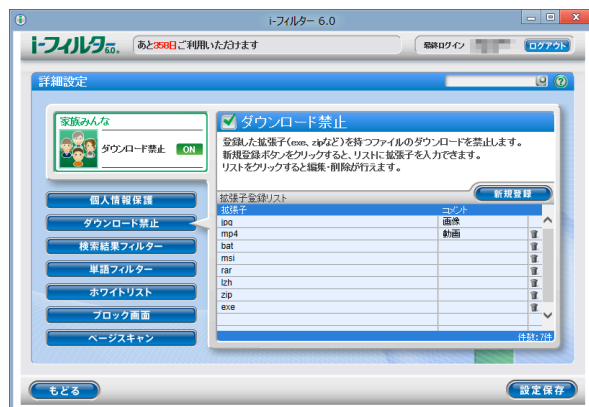 i-フィルター 6.0
i-フィルター 6.0.
あと358日ご利用いただけます
最終ログイン
ログアウト
詳細設定
家族みんな
ダウンロード禁止 ON
個人情報保護
ダウンロード禁止
検索結果フィルター
単語フィルター
ホワイトリスト
ブロック画面
ページスキャン
ダウンロード禁止
登録した拡張子(exe、zipなど)を持つファイルのダウンロードを禁止します。
新規登録ボタンをクリックすると、リストに拡張子を入力できます。
リストをクリックすると編集・削除が行えます。
新規登録
拡張子登録リスト
拡張子 コメント
jpg 画像
mp4 動画
bat
msi
rar
lzh
zip
exe
件数:7件
もどる
設定保存